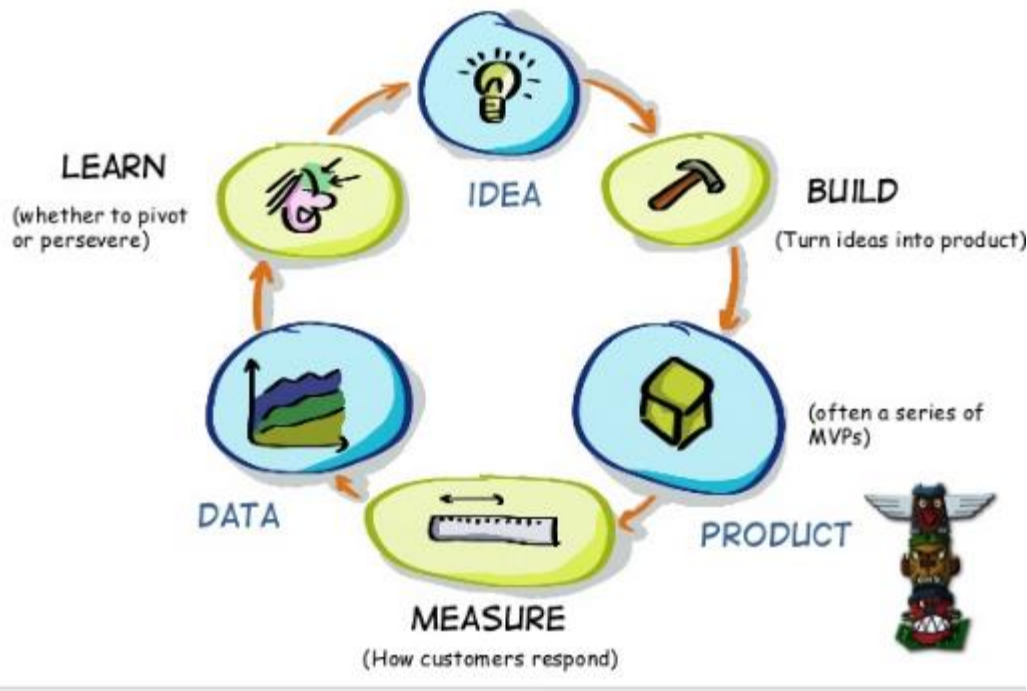 IDEA
BUILD
(Turn ideas into product)
(often a series of
MVPs)
PRODUCT
MEASURE
(How customers respond)
DATA
LEARN
(whether to pivot
or persevere)